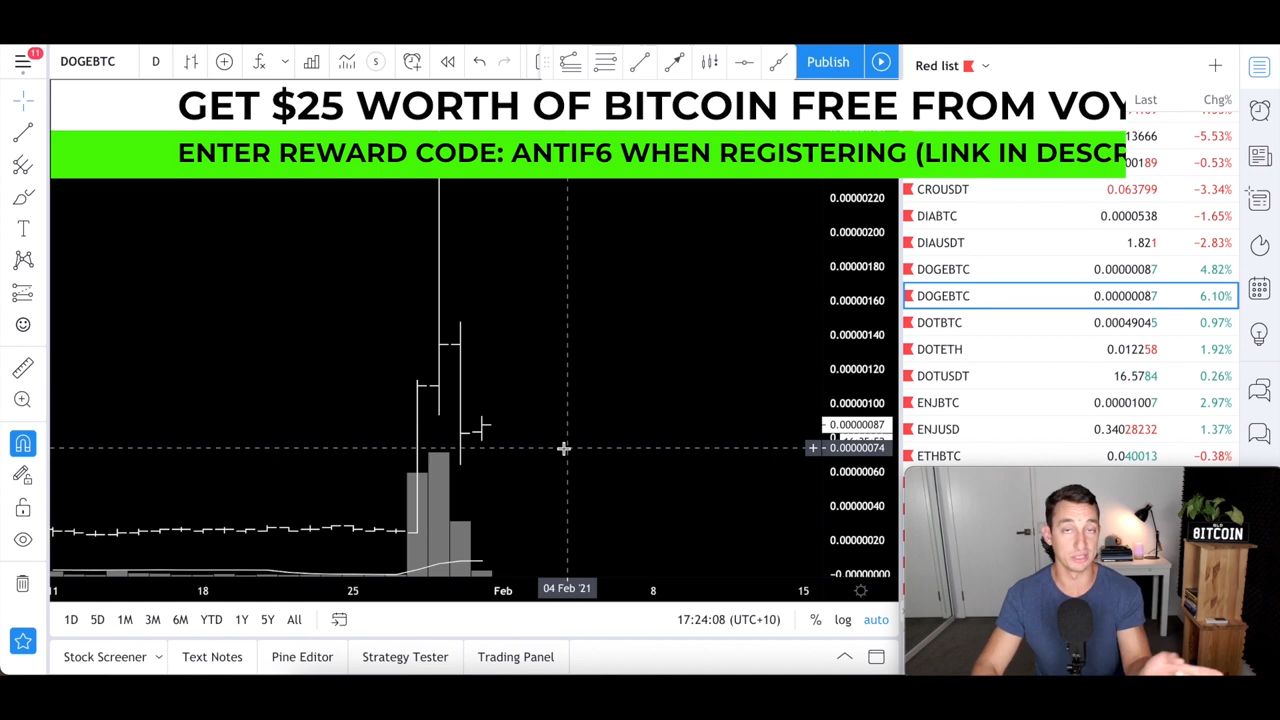 11
DOGEBTC
D
S
Publish
Red list
GET $25 WORTH OF BITCOIN FREE FROM VOY
ENTER REWARD CODE: ANTIF6 WHEN REGISTERING (LINK IN DESCR
Last Chg%
13666 −5.53%
00189 −0.53%
CROUSDT 0.063799 −3.34%
DIABTC 0.0000538 −1.65%
DIAUSDT 1.821 −2.83%
DOGEBTC 0.00000087 4.82%
DOGEBTC 0.00000087 6.10%
DOTBTC 0.00049045 0.97%
DOTETH 0.012258 1.92%
DOTUSDT 16.5784 0.26%
ENJBTC 0.00001007 2.97%
ENJUSD 0.34028232 1.37%
ETHBTC 0.040013 −0.38%
0.00000220
0.00000200
0.00000180
0.00000160
0.00000140
0.00000120
0.00000100
0.00000087
0.00000074
0.00000060
0.00000040
0.00000020
−0.00000000
11 18 25 Feb 04 Feb '21 8 15
1D 5D 1M 3M 6M YTD 1Y 5Y All
17:24:08 (UTC+10) % log auto
Stock Screener Text Notes Pine Editor Strategy Tester Trading Panel
OLD
BITCOIN